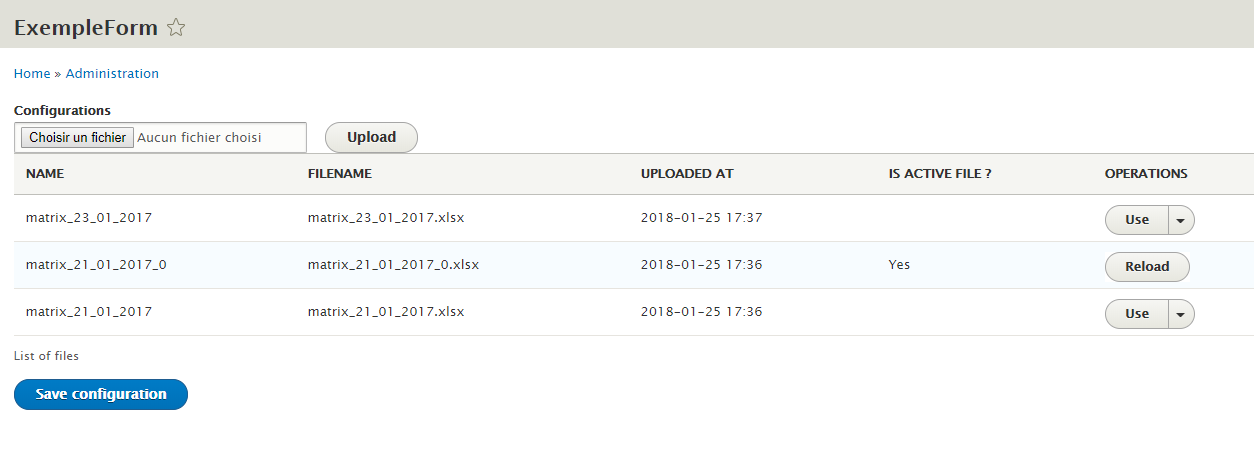 ExempleForm
Home » Administration
Configurations
Choisir un fichier Aucun fichier choisi Upload
NAME FILENAME UPLOADED AT IS ACTIVE FILE ? OPERATIONS
matrix_23_01_2017 matrix_23_01_2017.xlsx 2018-01-25 17:37 Use
matrix_21_01_2017_0 matrix_21_01_2017_0.xlsx 2018-01-25 17:36 Yes Reload
matrix_21_01_2017 matrix_21_01_2017.xlsx 2018-01-25 17:36 Use
List of files
Save configuration